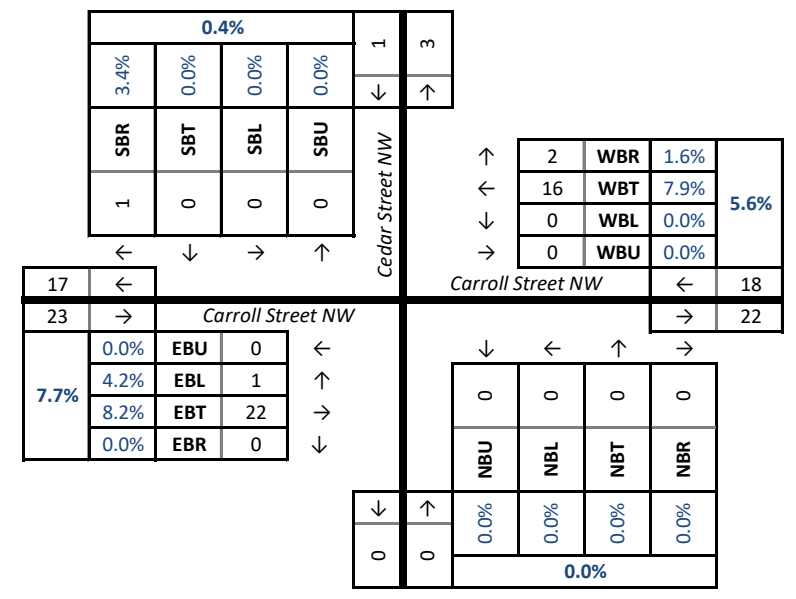 0.4%
1 3
3.4% 0.0% 0.0% 0.0%
↓ ↑
SBR SBT SBL SBU
1 0 0 0
← ↓ → ↑
Cedar Street NW
↑ 2 WBR 1.6%
← 16 WBT 7.9%
↓ 0 WBL 0.0%
→ 0 WBU 0.0%
5.6%
17 ←
Carroll Street NW
← 18
23 →
Carroll Street NW
→ 22
7.7%
0.0% EBU 0 ←
4.2% EBL 1 ↑
8.2% EBT 22 →
0.0% EBR 0 ↓
↓ ← ↑ →
0 0 0 0
NBU NBL NBT NBR
0.0% 0.0% 0.0% 0.0%
↓ ↑
0 0
0.0%